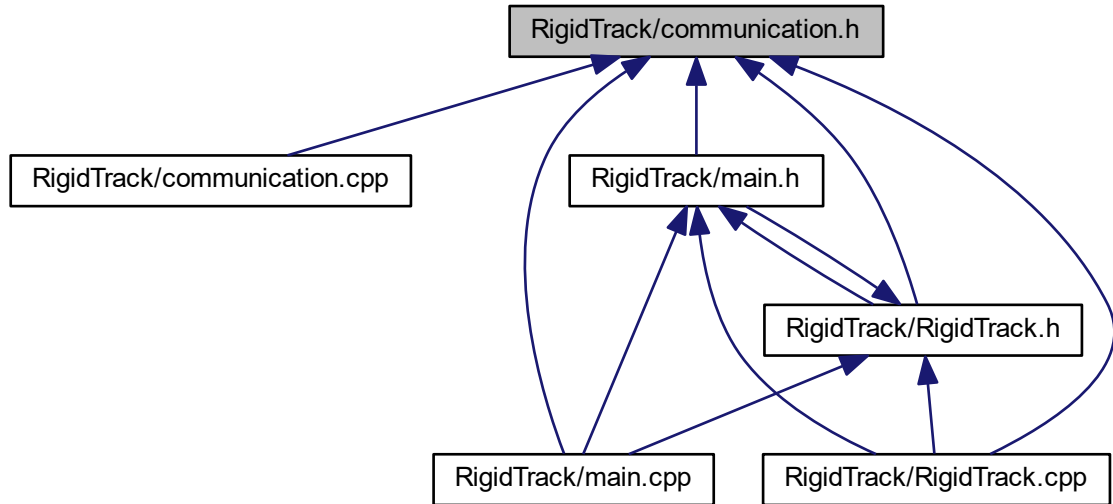 RigidTrack/communication.h
RigidTrack/communication.cpp
RigidTrack/main.h
RigidTrack/RigidTrack.h
RigidTrack/main.cpp
RigidTrack/RigidTrack.cpp